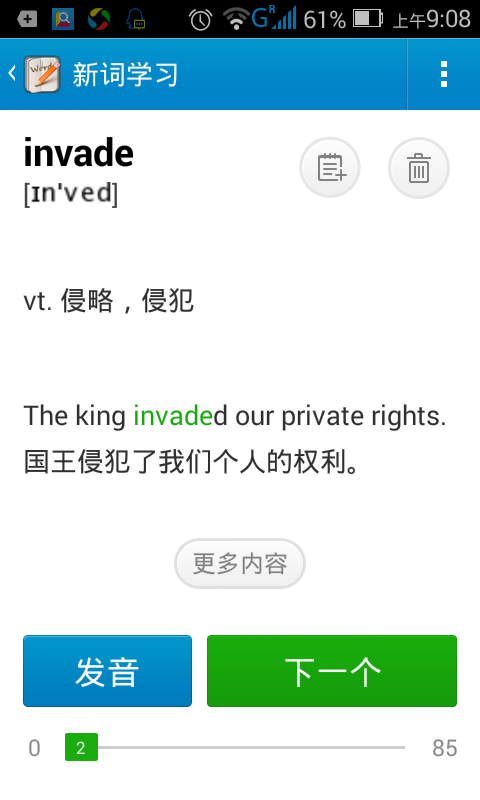 61% 上午9:08
新词学习
invade
[ɪn'ved]
vt. 侵略，侵犯
The king invaded our private rights.
国王侵犯了我们个人的权利。
更多内容
发音 下一个
0 2 85